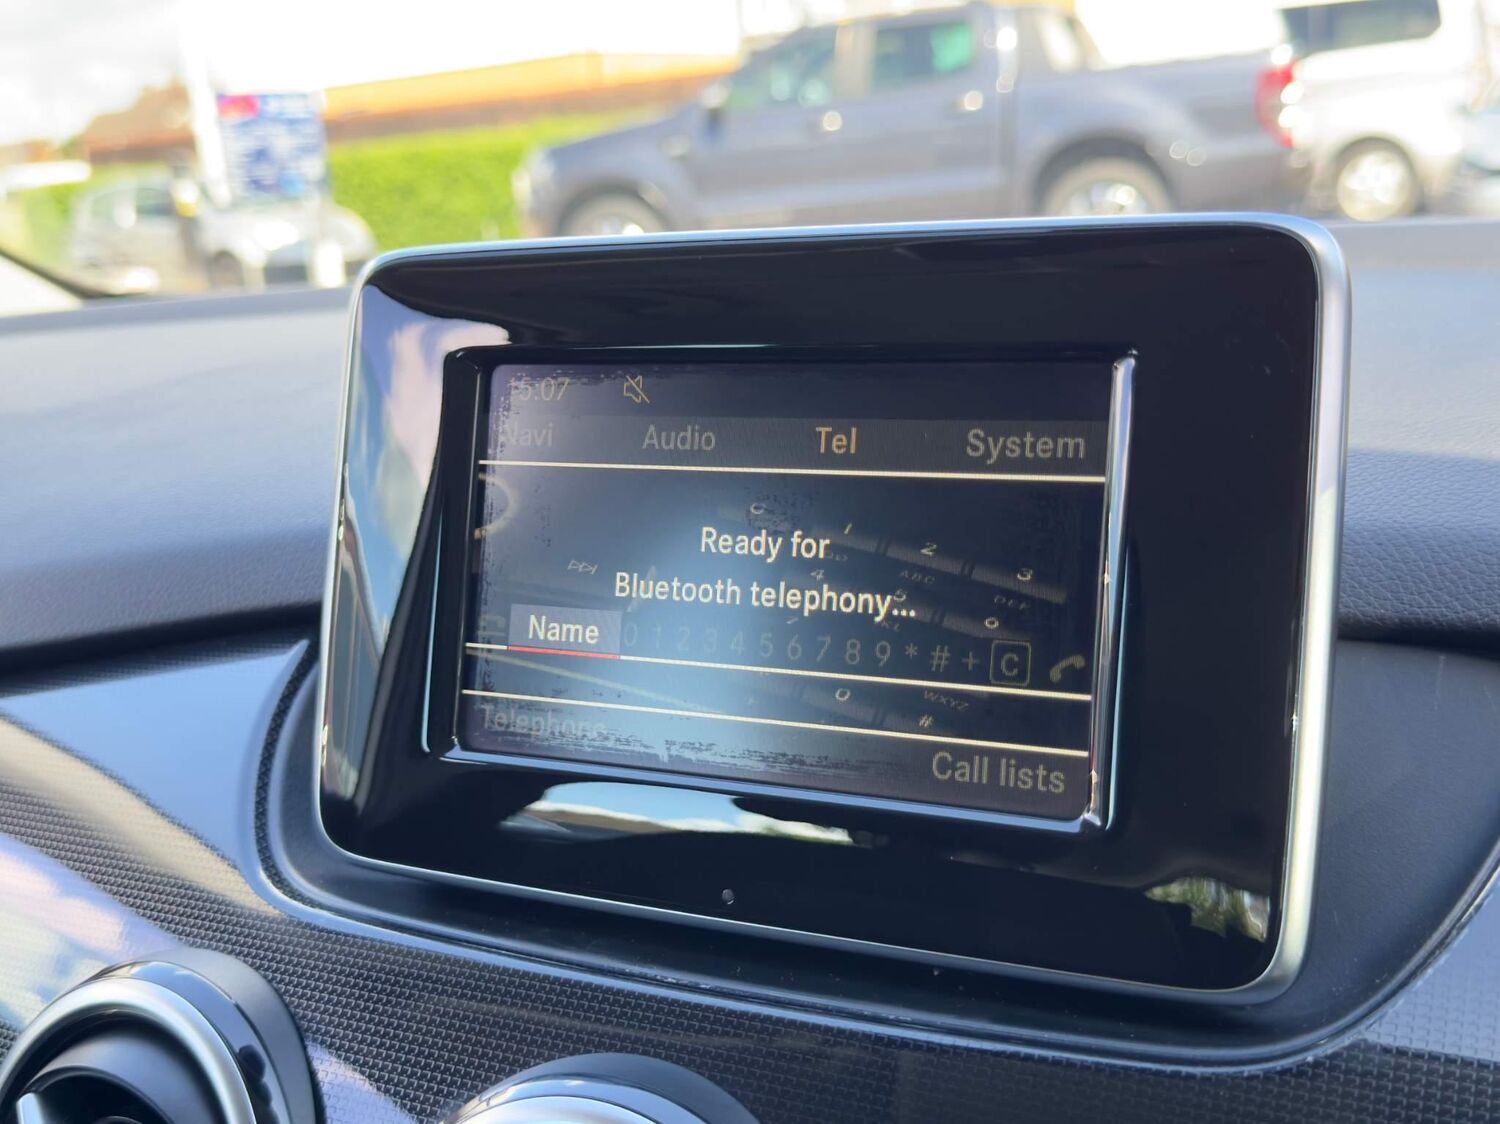 15:07
Navi Audio Tel System
Ready for
Bluetooth telephony...
Name 0 1 2 3 4 5 6 7 8 9 * # + C
Telephone
Call lists